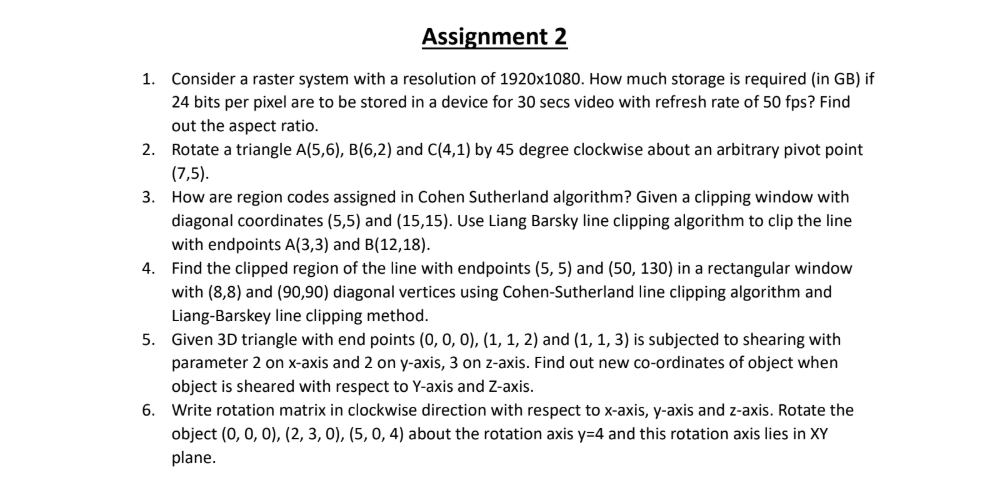 Assignment 2
1. Consider a raster system with a resolution of 1920x1080. How much storage is required (in GB) if
24 bits per pixel are to be stored in a device for 30 secs video with refresh rate of 50 fps? Find
out the aspect ratio.
2. Rotate a triangle A(5,6), B(6,2) and C(4,1) by 45 degree clockwise about an arbitrary pivot point
(7,5).
3. How are region codes assigned in Cohen Sutherland algorithm? Given a clipping window with
diagonal coordinates (5,5) and (15,15). Use Liang Barsky line clipping algorithm to clip the line
with endpoints A(3,3) and B(12,18).
4. Find the clipped region of the line with endpoints (5, 5) and (50, 130) in a rectangular window
with (8,8) and (90,90) diagonal vertices using Cohen-Sutherland line clipping algorithm and
Liang-Barskey line clipping method.
5. Given 3D triangle with end points (0, 0, 0), (1, 1, 2) and (1, 1, 3) is subjected to shearing with
parameter 2 on x-axis and 2 on y-axis, 3 on z-axis. Find out new co-ordinates of object when
object is sheared with respect to Y-axis and Z-axis.
6. Write rotation matrix in clockwise direction with respect to x-axis, y-axis and z-axis. Rotate the
object (0, 0, 0), (2, 3, 0), (5, 0, 4) about the rotation axis y=4 and this rotation axis lies in XY
plane.